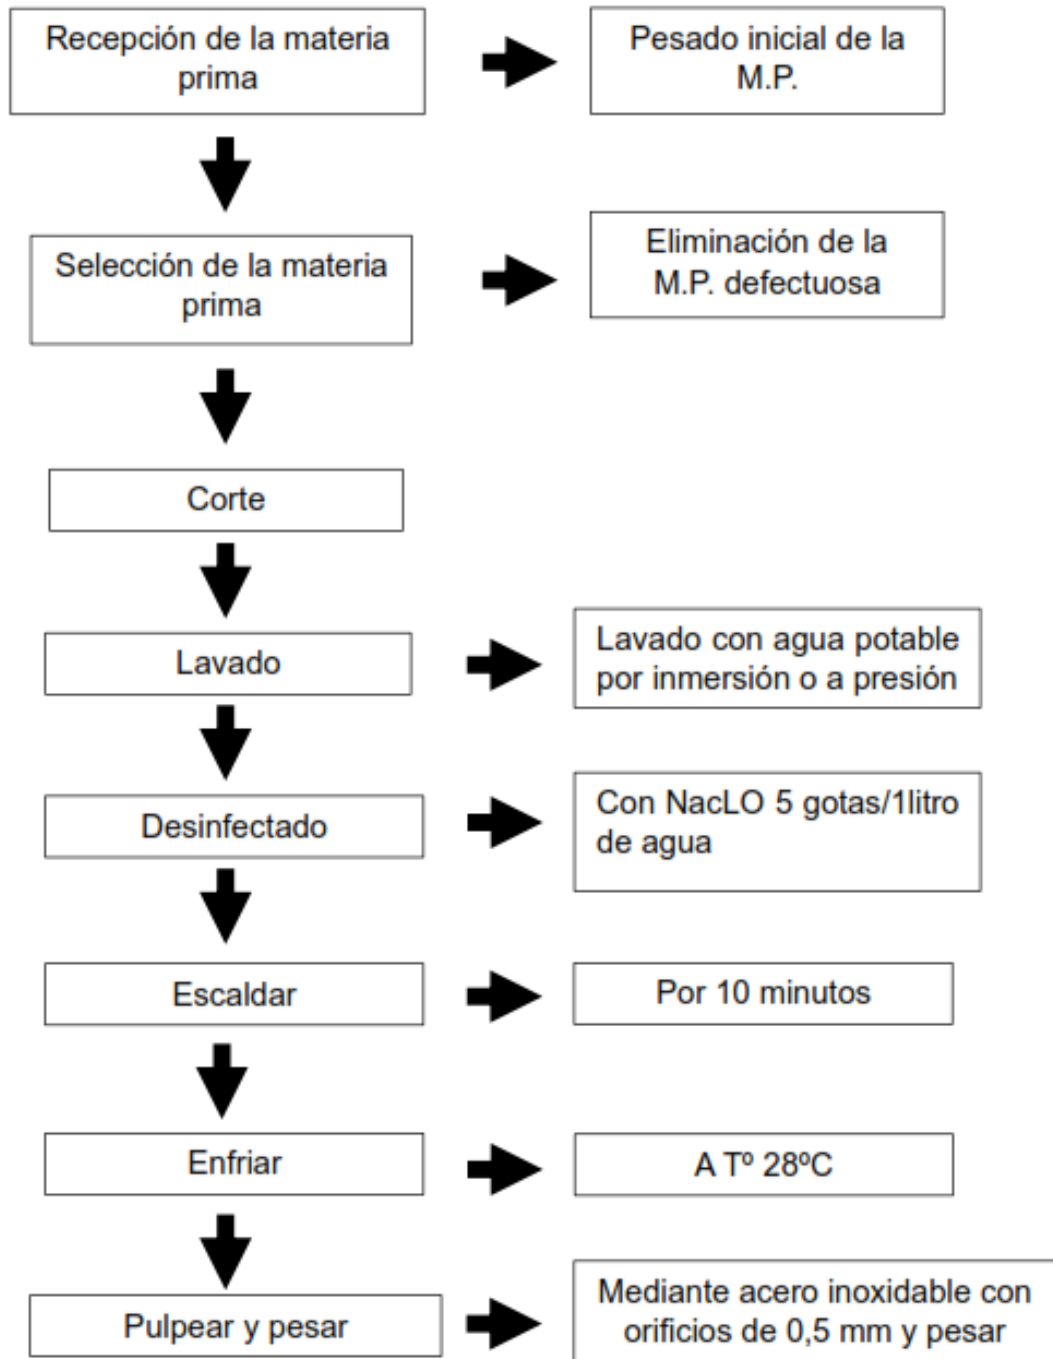 Recepción de la materia
prima
Pesado inicial de la
M.P.
Selección de la materia
prima
Eliminación de la
M.P. defectuosa
Corte
Lavado
Lavado con agua potable
por inmersión o a presión
Desinfectado
Con NacLO 5 gotas/1litro
de agua
Escaldar
Por 10 minutos
Enfriar
A Tº 28ºC
Pulpear y pesar
Mediante acero inoxidable con
orificios de 0,5 mm y pesar